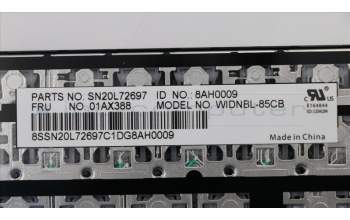 PARTS NO. SN20L72697 ID NO.: 8AH0009
FRU NO. 01AX388 MODEL NO. WIDNBL-85CB
8SSN20L72697C1DG8AH0009
Made in China